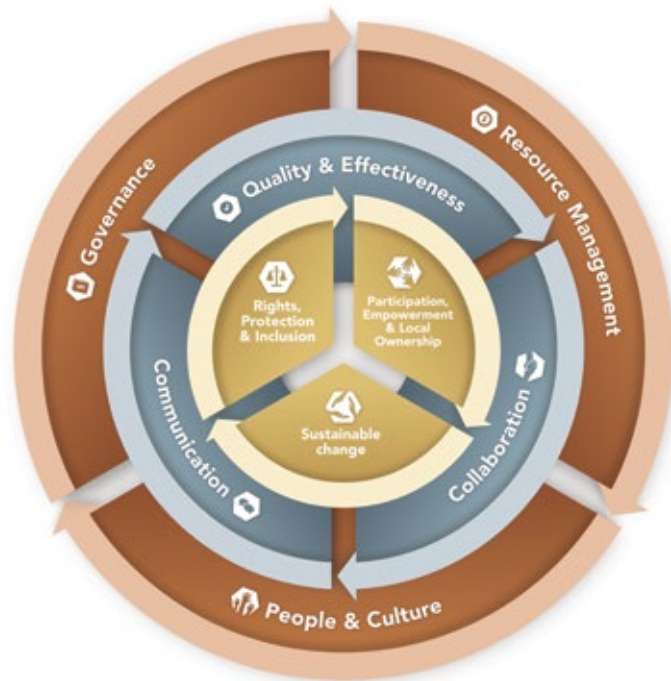 Governance
Resource Management
People & Culture
Quality & Effectiveness
Collaboration
Communication
Rights,
Protection
& Inclusion
Participation,
Empowerment
& Local
Ownership
Sustainable
change